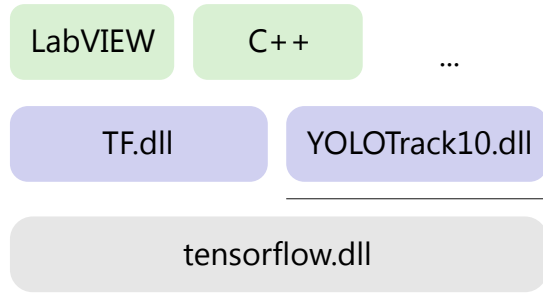 LabVIEW
C++
...
TF.dll
YOLOTrack10.dll
tensorflow.dll